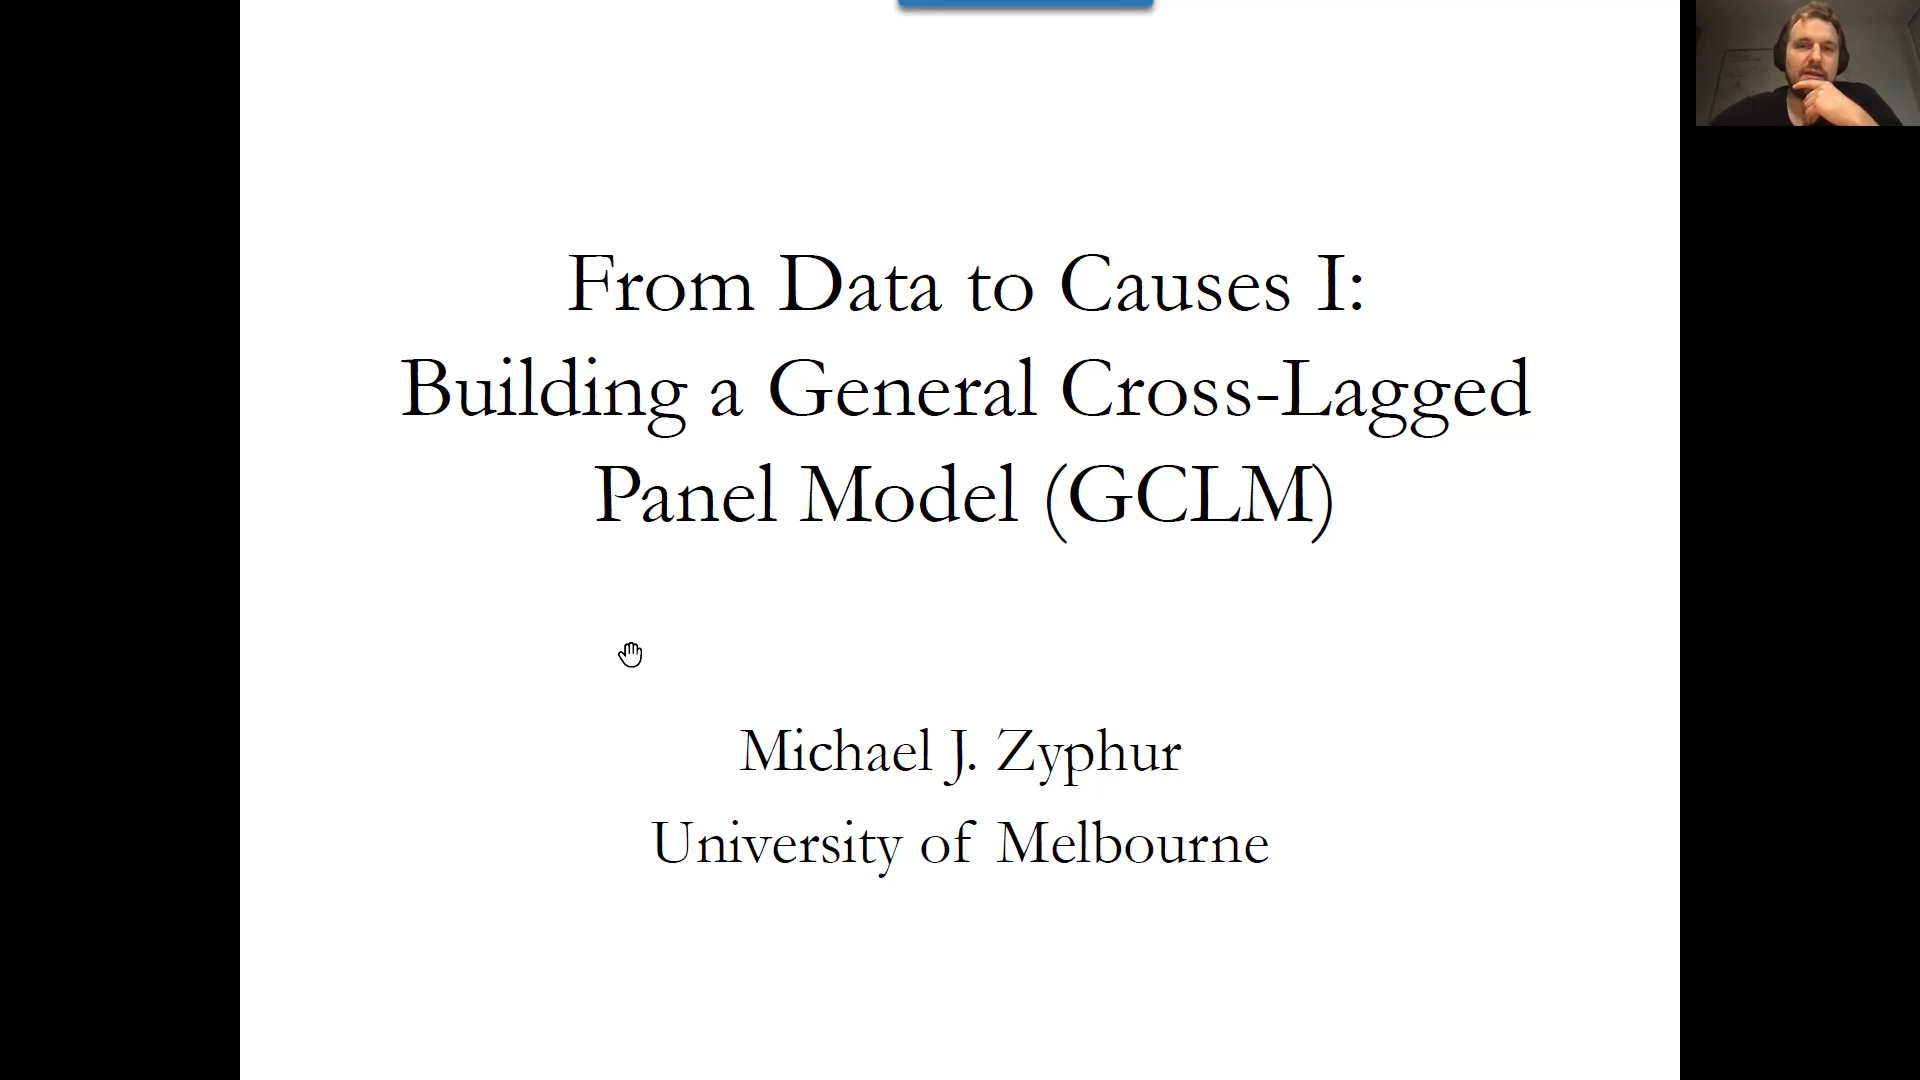 From Data to Causes I:
Building a General Cross-Lagged
Panel Model (GCLM)
Michael J. Zyphur
University of Melbourne